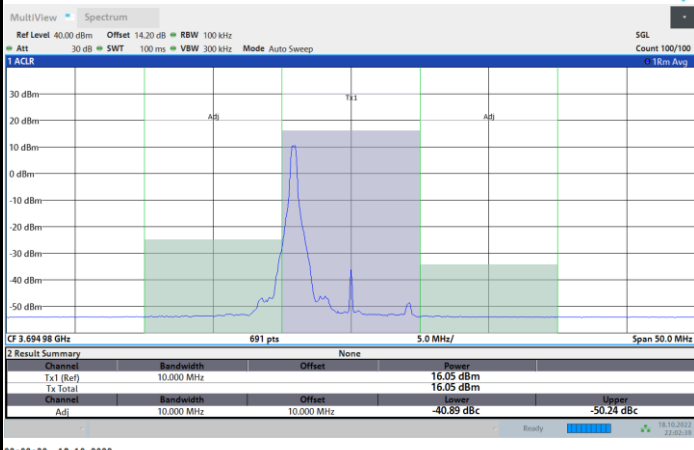 MultiView Spectrum
Ref Level 40.00 dBm Offset 14.20 dB RBW 100 kHz SGL
Att 30 dB SWT 100 ms VBW 300 kHz Mode Auto Sweep Count 100/100
1 ACLR 1Rm Avg
30 dBm
Tx1
20 dBm Adj Adj
10 dBm
0 dBm
-10 dBm
-20 dBm
-30 dBm
-40 dBm
-50 dBm
CF 3.694 98 GHz 691 pts 5.0 MHz/ Span 50.0 MHz
2 Result Summary None
Channel Bandwidth Offset Power
Tx1 (Ref) 10.000 MHz 16.05 dBm
Tx Total 16.05 dBm
Channel Bandwidth Offset Lower Upper
Adj 10.000 MHz 10.000 MHz -40.89 dBc -50.24 dBc
Ready 18.10.2022
22:02:39